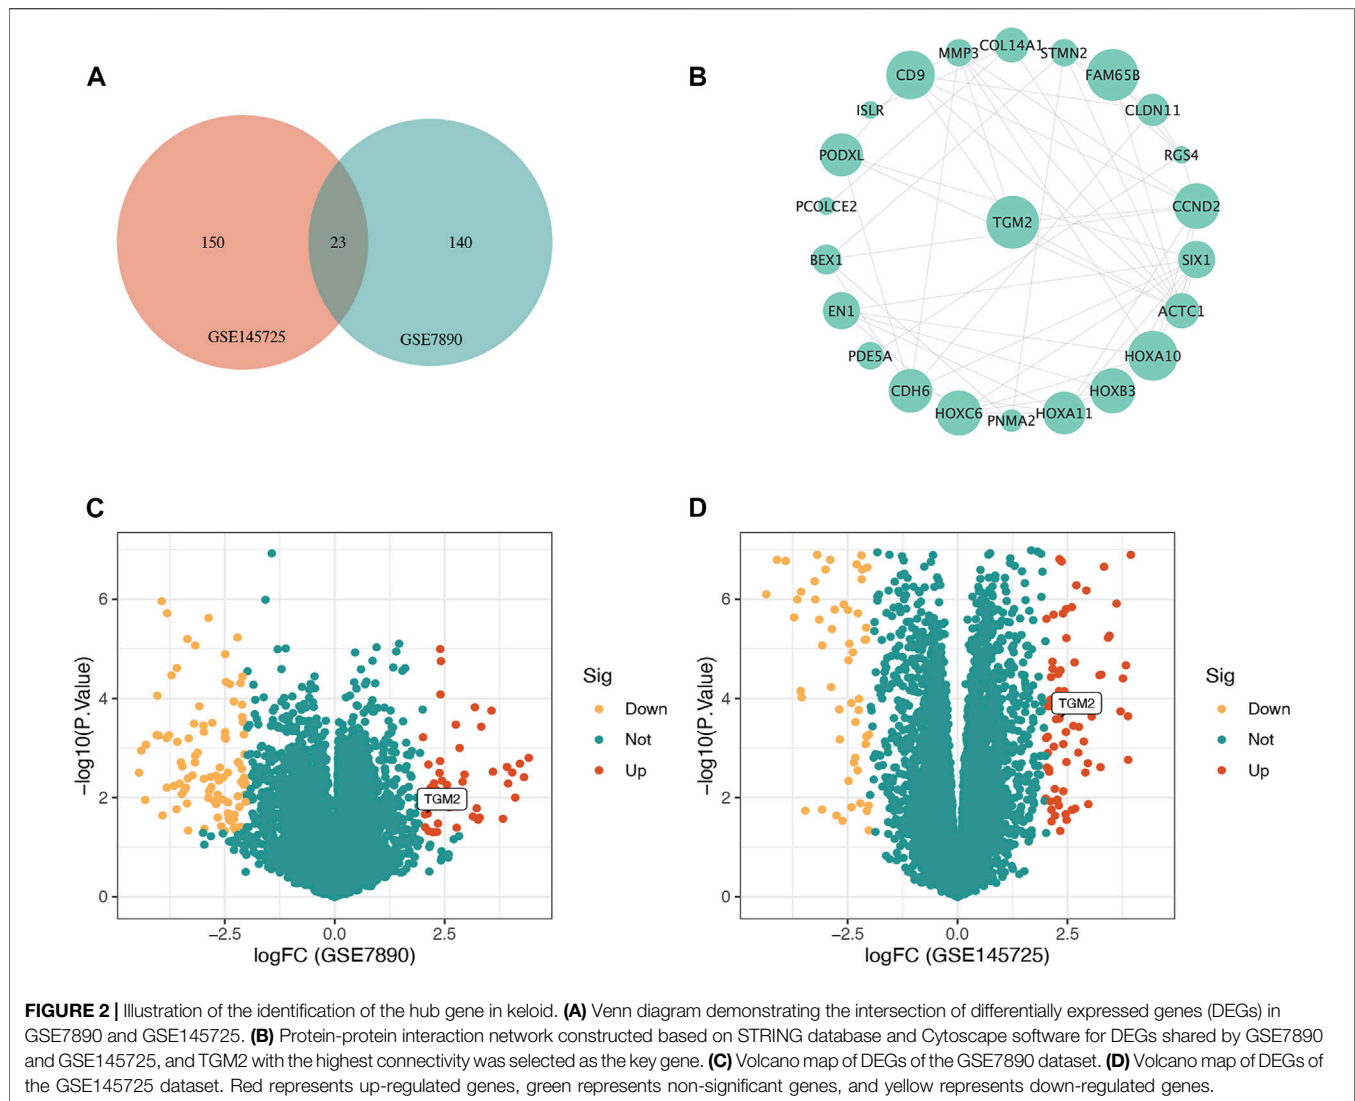 A
150
23
140
GSE145725
GSE7890
B
MMP3
COL14A1
STMN2
CD9
FAM65B
ISLR
CLDN11
PODXL
RGS4
PCOLCE2
CCND2
TGM2
BEX1
SIX1
EN1
ACTC1
PDE5A
HOXA10
CDH6
HOXB3
HOXC6
PNMA2
HOXA11
C
−log10(P.Value)
6
4
2
0
TGM2
−2.5
0.0
2.5
logFC (GSE7890)
Sig
Down
Not
Up
D
−log10(P.Value)
6
4
2
0
TGM2
−2.5
0.0
2.5
logFC (GSE145725)
Sig
Down
Not
Up
FIGURE 2 | Illustration of the identification of the hub gene in keloid. (A) Venn diagram demonstrating the intersection of differentially expressed genes (DEGs) in
GSE7890 and GSE145725. (B) Protein-protein interaction network constructed based on STRING database and Cytoscape software for DEGs shared by GSE7890
and GSE145725, and TGM2 with the highest connectivity was selected as the key gene. (C) Volcano map of DEGs of the GSE7890 dataset. (D) Volcano map of DEGs of
the GSE145725 dataset. Red represents up-regulated genes, green represents non-significant genes, and yellow represents down-regulated genes.